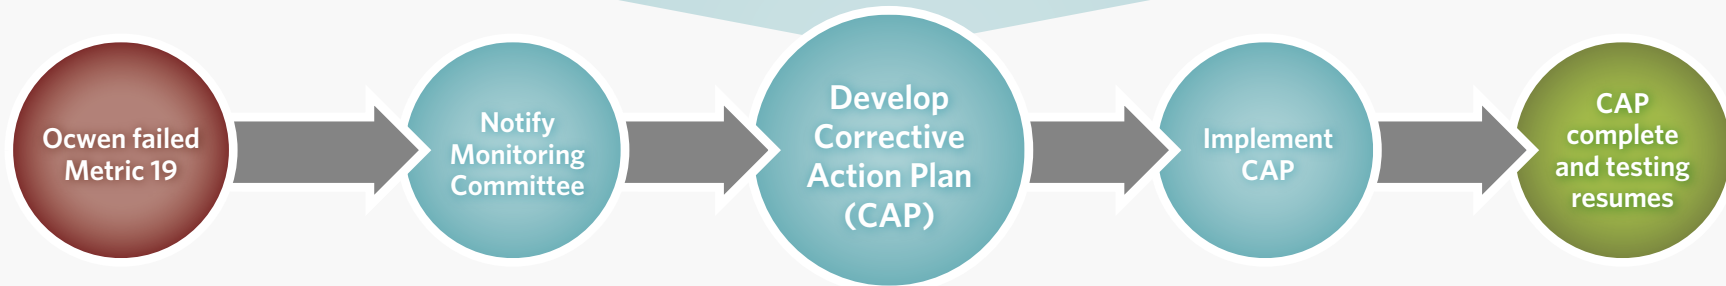 Ocwen failed
Metric 19
Notify
Monitoring
Committee
Develop
Corrective
Action Plan
(CAP)
Implement
CAP
CAP
complete
and testing
resumes